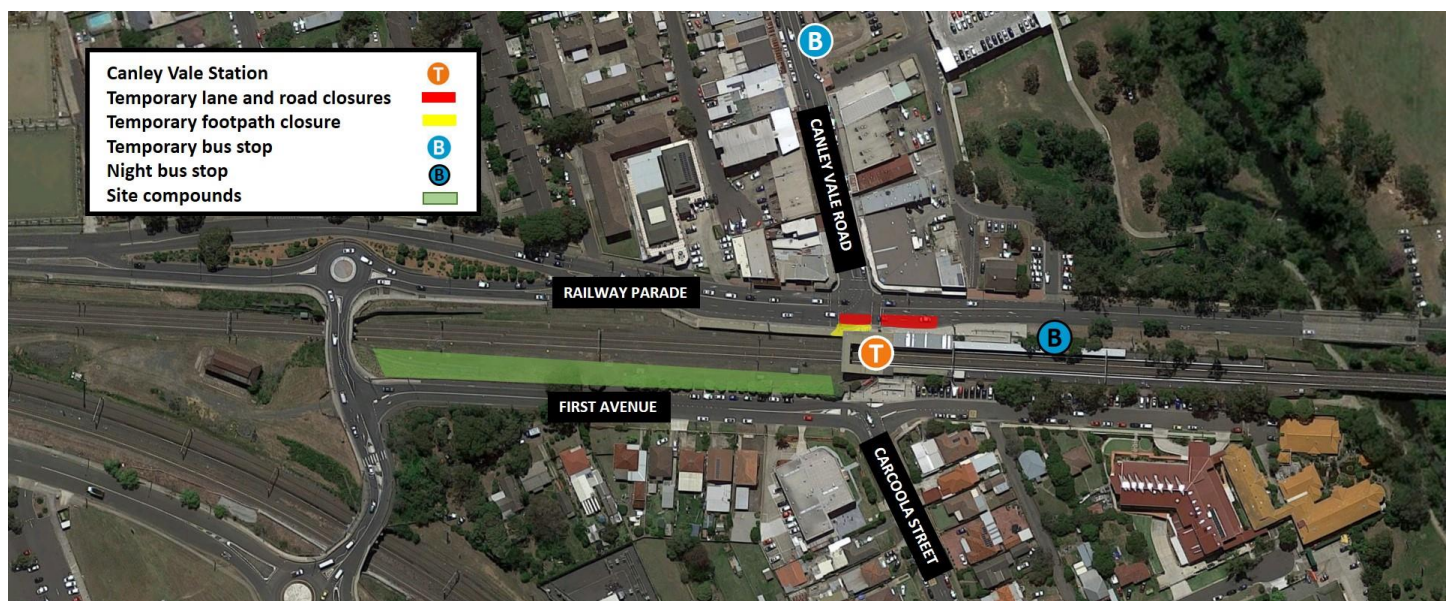 Canley Vale Station T
Temporary lane and road closures
Temporary footpath closure
Temporary bus stop B
Night bus stop B
Site compounds
B
CANLEY VALE ROAD
RAILWAY PARADE
T
B
FIRST AVENUE
CARCOOLA STREET